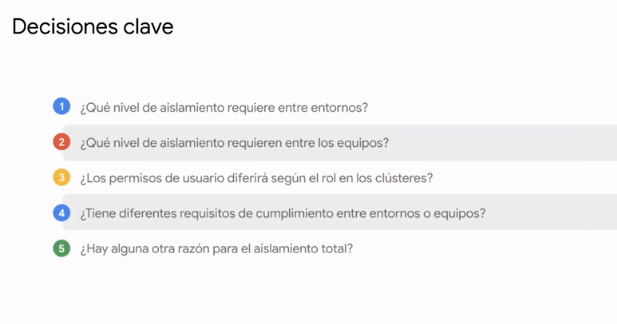 Decisiones clave
1 ¿Qué nivel de aislamiento requiere entre entornos?
2 ¿Qué nivel de aislamiento requieren entre los equipos?
3 ¿Los permisos de usuario diferirá según el rol en los clústeres?
4 ¿Tiene diferentes requisitos de cumplimiento entre entornos o equipos?
5 ¿Hay alguna otra razón para el aislamiento total?